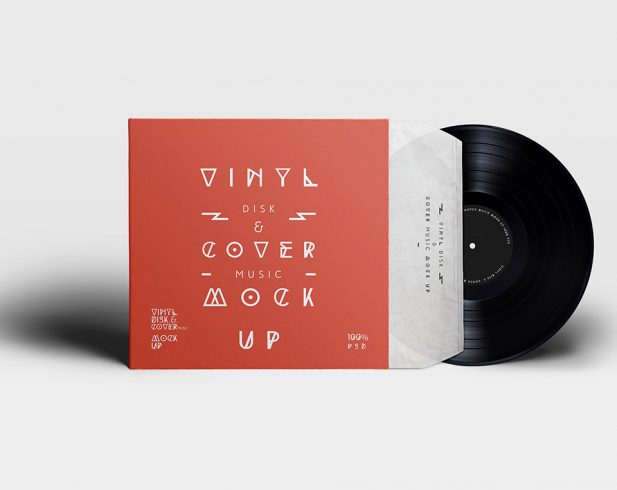 VINYL
DISK
&
COVER
MUSIC
MOCK
UP
VINYL
DISK &
COVER MUSIC
MOCK
UP
100%
PSD
VINYL DISK
&
COVER MUSIC MOCK UP